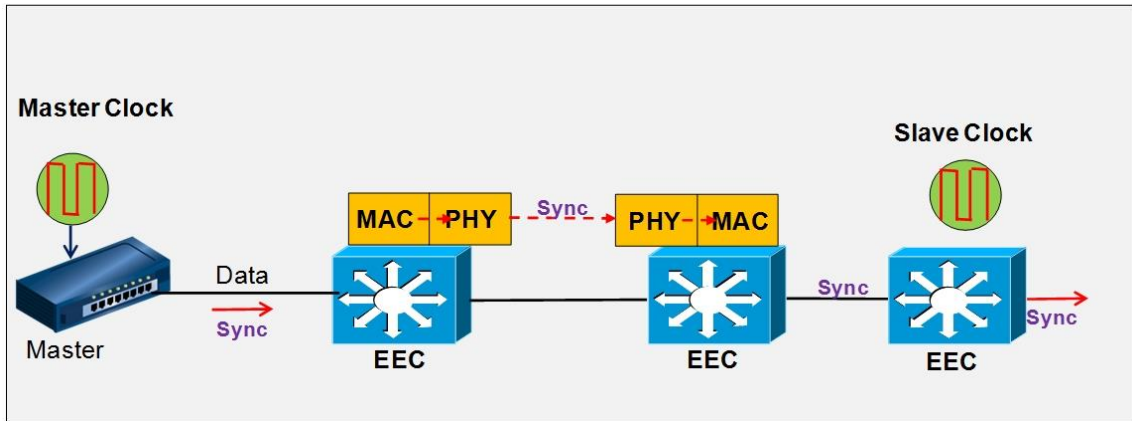 Master Clock
Slave Clock
MAC PHY Sync PHY MAC
Data
Sync
Sync
Sync
Master
EEC
EEC
EEC